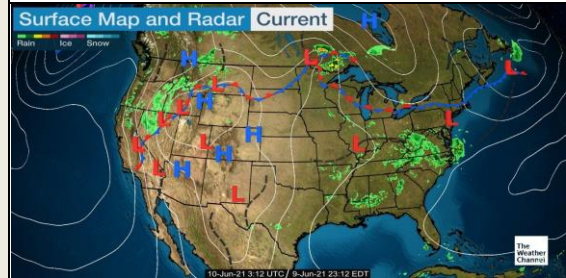 Surface Map and Radar Current
Rain Ice Snow
H
H
L
L
H
L
L
H
L
L
H
L
L
L
H
L
H
L
L
10-Jun-21 3:12 UTC / 9-Jun-21 23:12 EDT
The
Weather
Channel